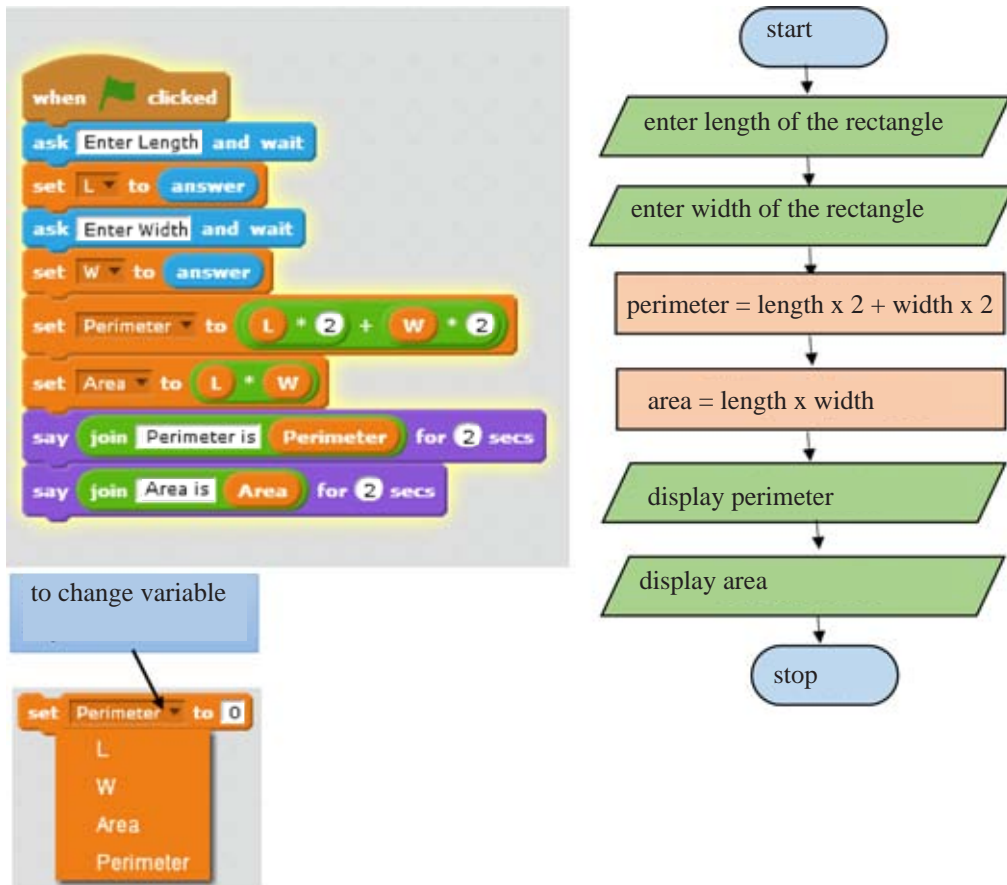 when clicked
ask Enter Length and wait
set L to answer
ask Enter Width and wait
set W to answer
set Perimeter to L * 2 + W * 2
set Area to L * W
say join Perimeter is Perimeter for 2 secs
say join Area is Area for 2 secs
to change variable
set Perimeter to 0
L
W
Area
Perimeter
start
enter length of the rectangle
enter width of the rectangle
perimeter = length x 2 + width x 2
area = length x width
display perimeter
display area
stop